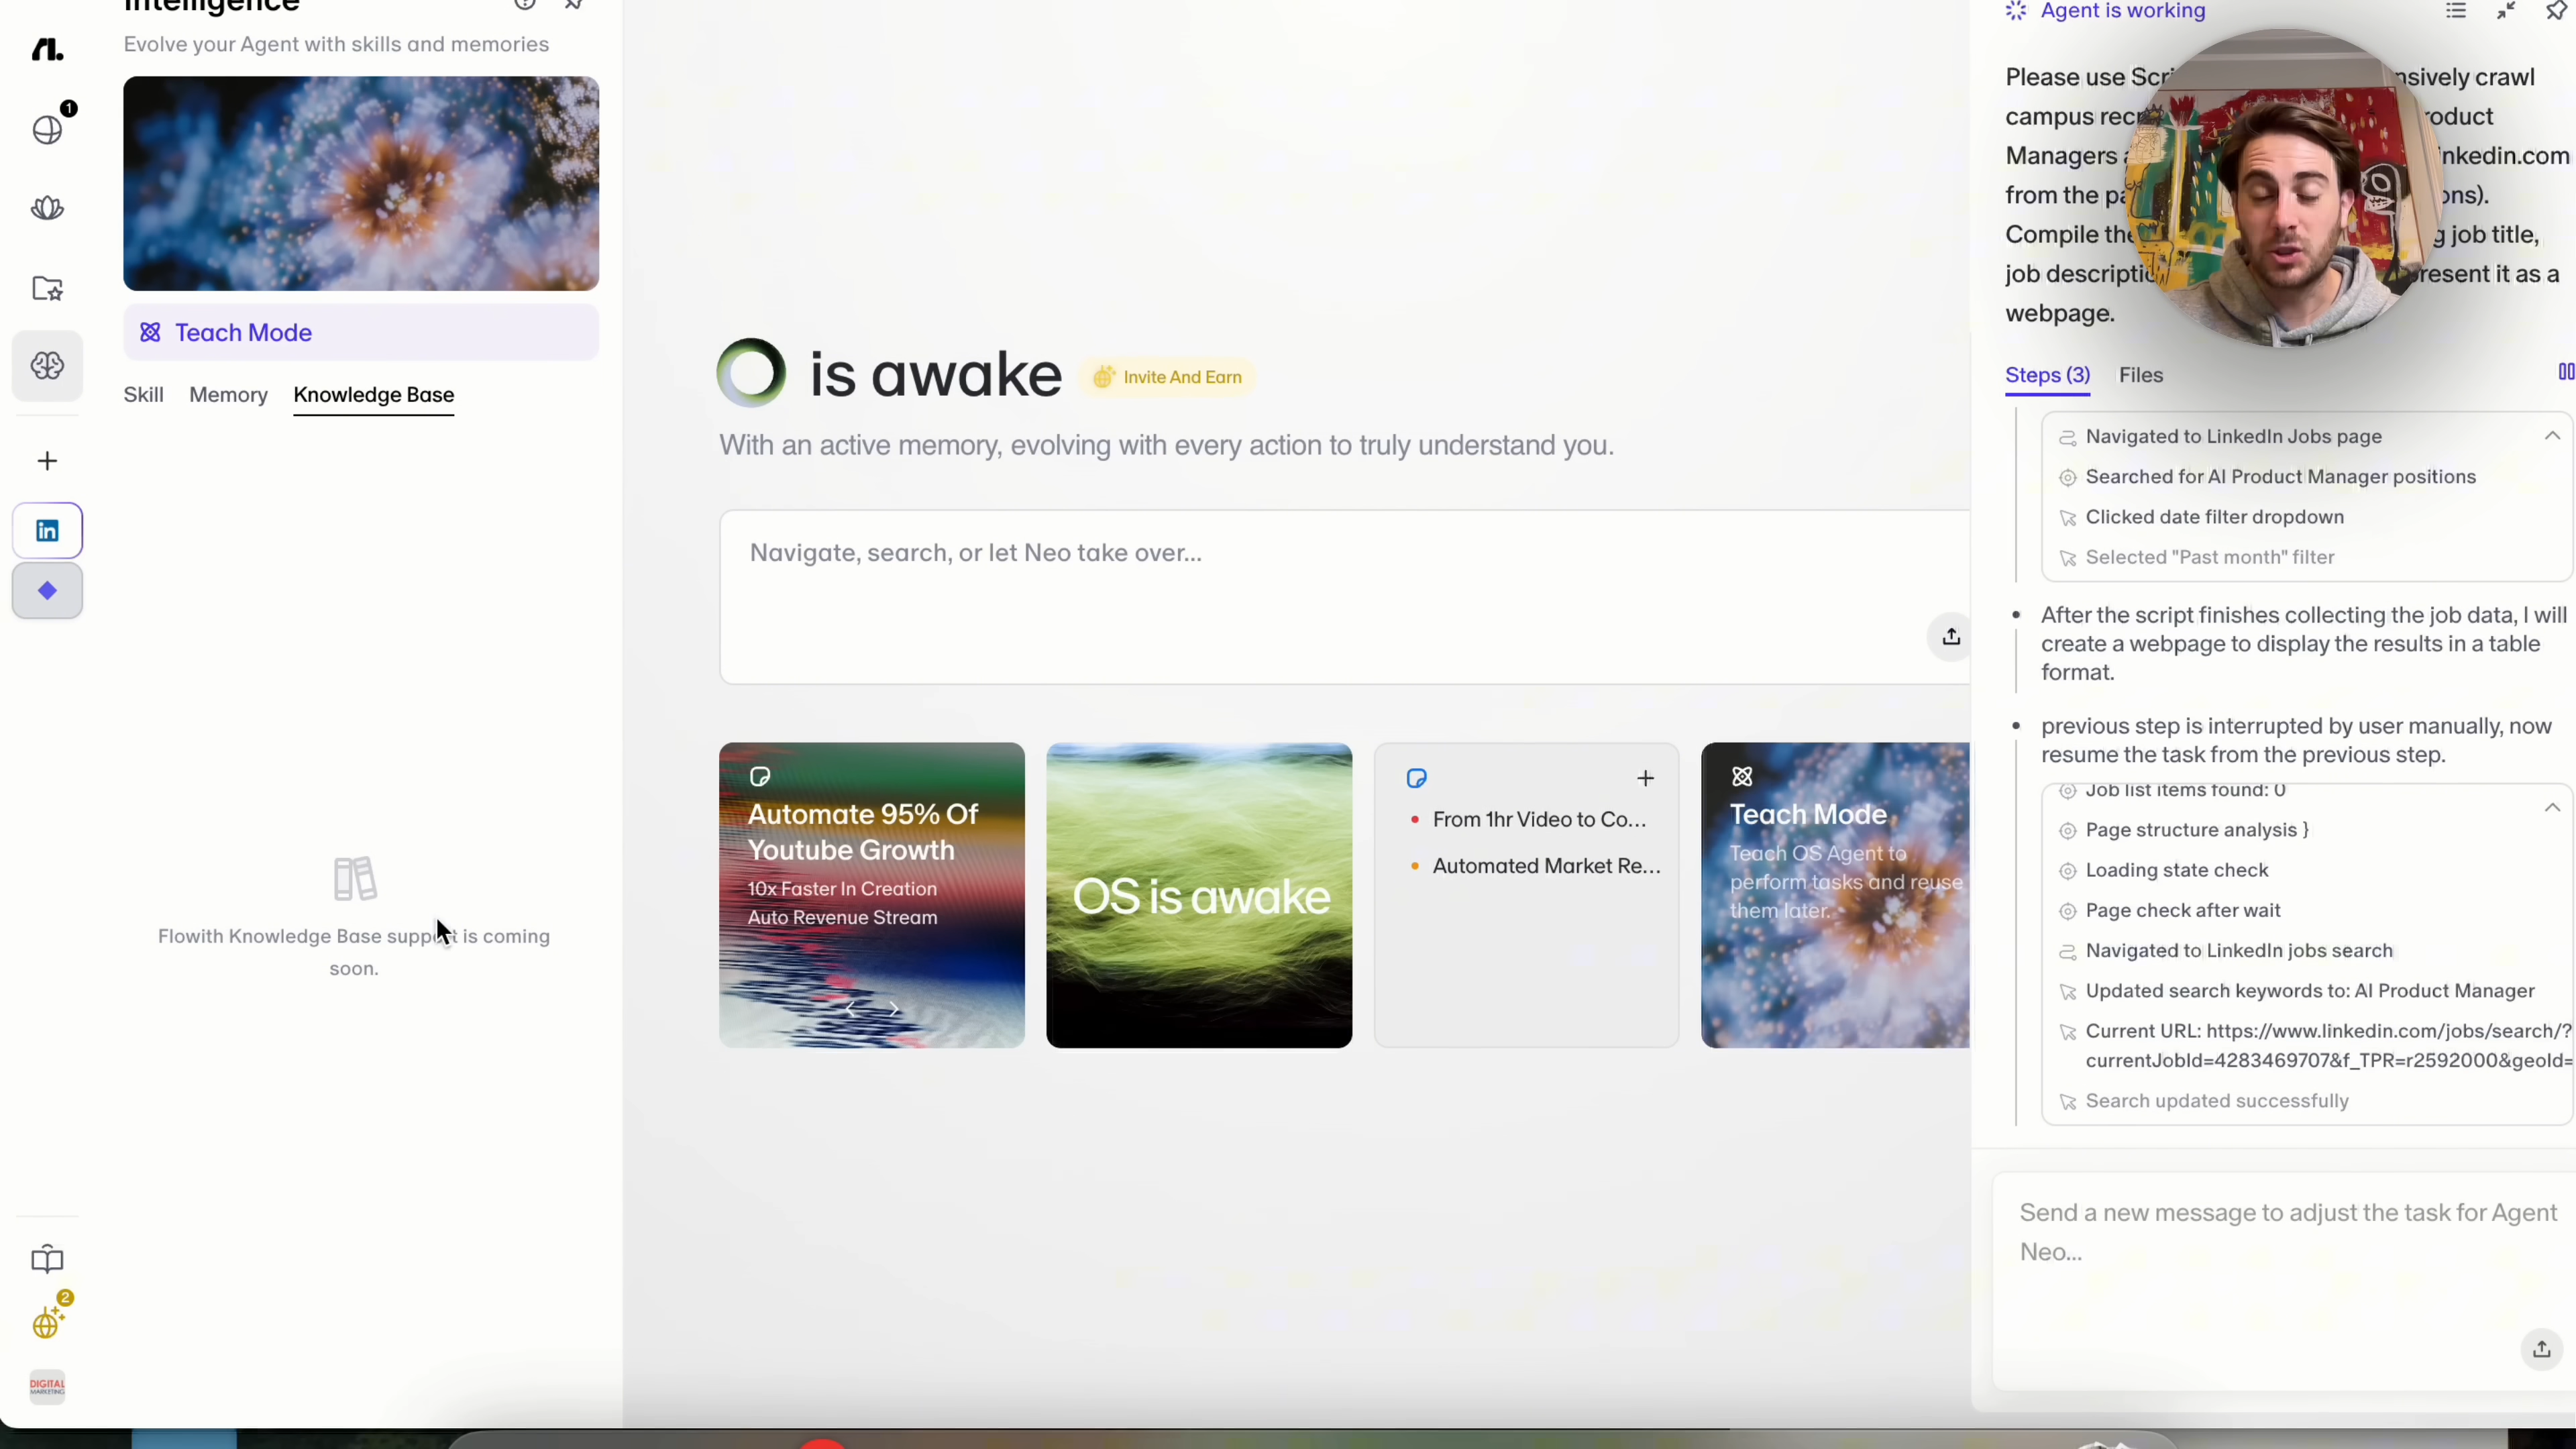 Intelligence
Evolve your Agent with skills and memories
Teach Mode
Skill Memory Knowledge Base
Flowith Knowledge Base support is coming
soon.
1
2
DIGITAL
MARKETING
is awake
Invite And Earn
With an active memory, evolving with every action to truly understand you.
Navigate, search, or let Neo take over...
Automate 95% Of
Youtube Growth
10x Faster In Creation
Auto Revenue Stream
OS is awake
From 1hr Video to Co...
Automated Market Re...
Teach Mode
Teach OS Agent to
perform tasks and reuse
them later.
Agent is working
Please use Scri nsively crawl
campus rec roduct
Managers inkedin.com
from the pa ons).
Compile the g job title,
job descriptio present it as a
webpage.
Steps (3) Files
Navigated to LinkedIn Jobs page
Searched for AI Product Manager positions
Clicked date filter dropdown
Selected "Past month" filter
After the script finishes collecting the job data, I will
create a webpage to display the results in a table
format.
previous step is interrupted by user manually, now
resume the task from the previous step.
Job list items found: 0
Page structure analysis }
Loading state check
Page check after wait
Navigated to LinkedIn jobs search
Updated search keywords to: AI Product Manager
Current URL: https://www.linkedin.com/jobs/search/?
currentJobId=4283469707&f_TPR=r2592000&geoId=
Search updated successfully
Send a new message to adjust the task for Agent
Neo...